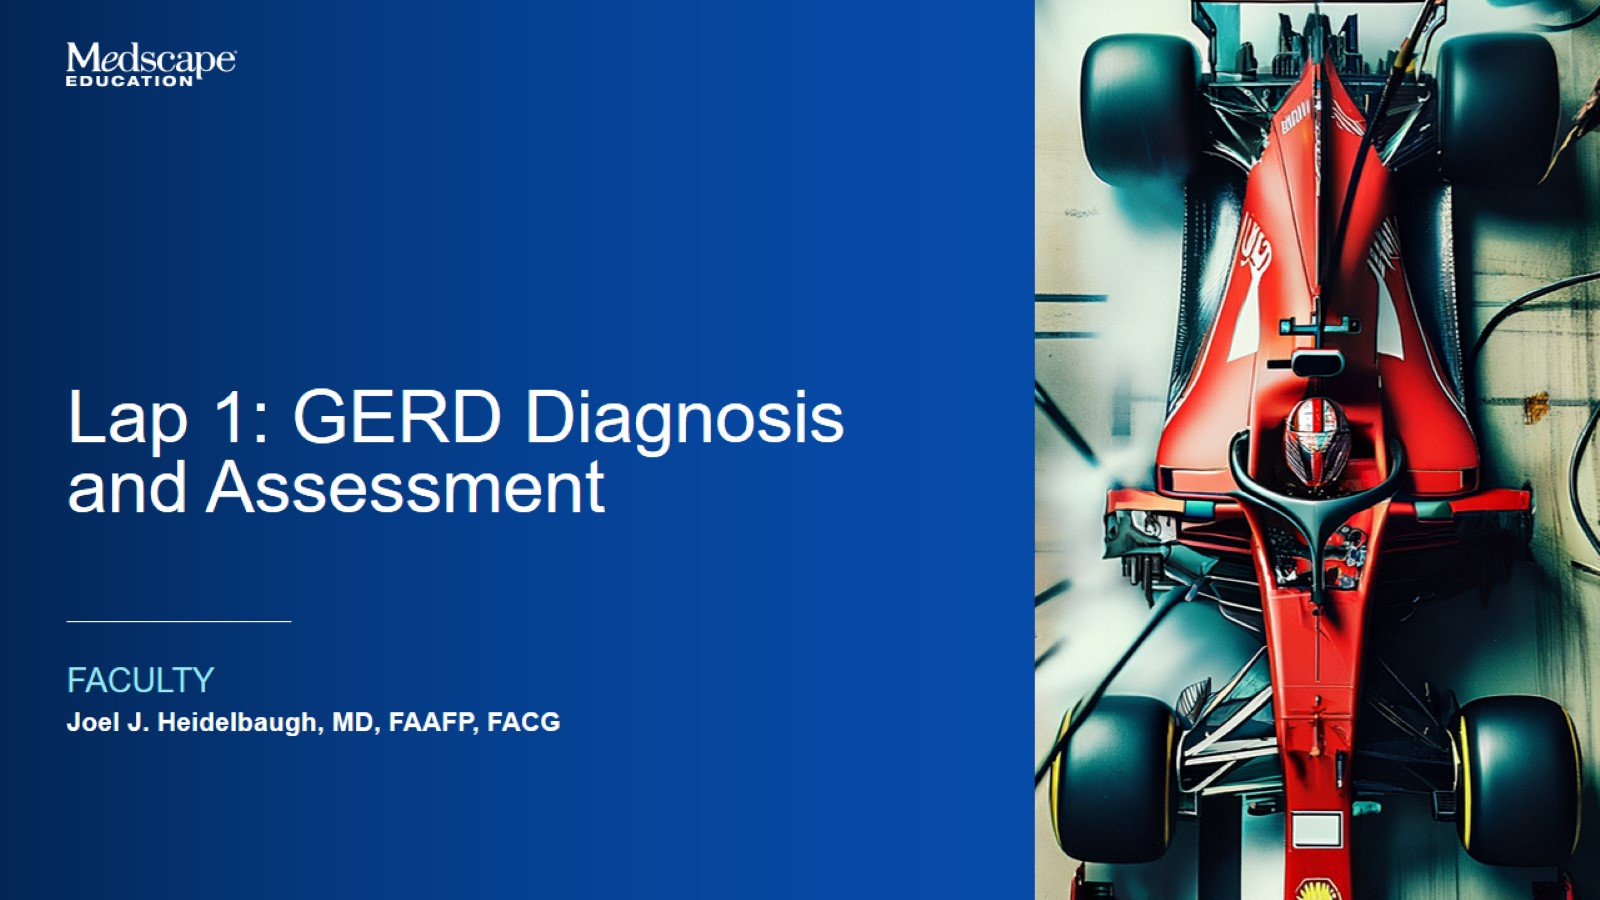 Medscape
EDUCATION
Lap 1: GERD Diagnosis
and Assessment
FACULTY
Joel J. Heidelbaugh, MD, FAAFP, FACG